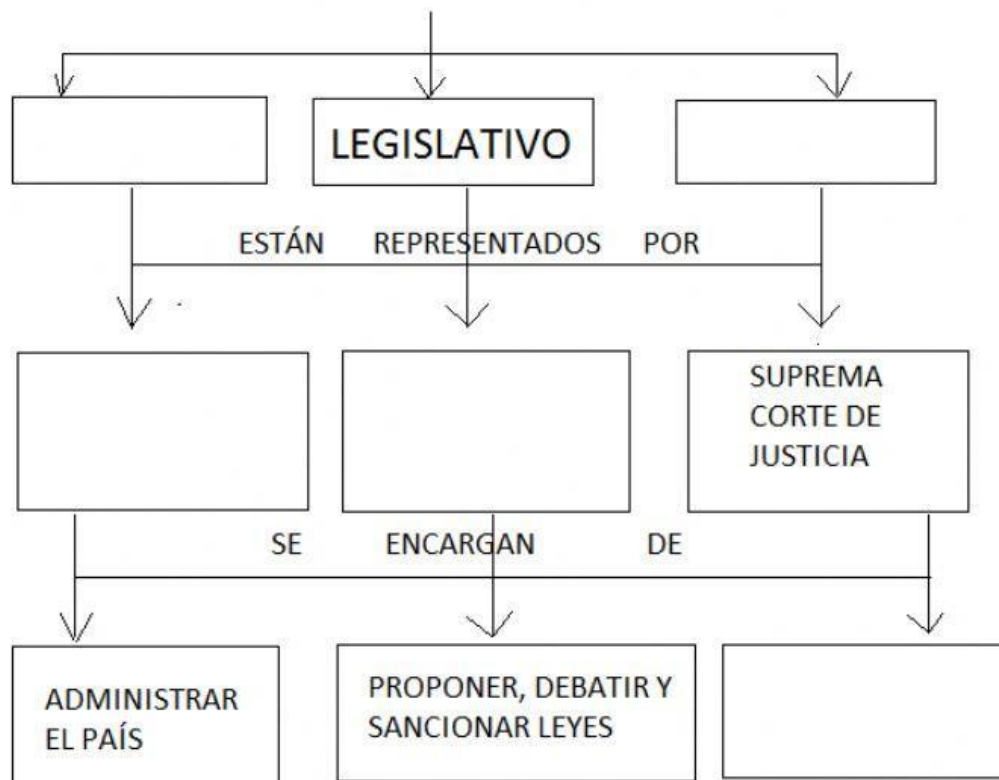 LEGISLATIVO
ESTÁN REPRESENTADOS POR
SUPREMA
CORTE DE
JUSTICIA
SE ENCARGAN DE
ADMINISTRAR
EL PAÍS
PROPONER, DEBATIR Y
SANCIONAR LEYES